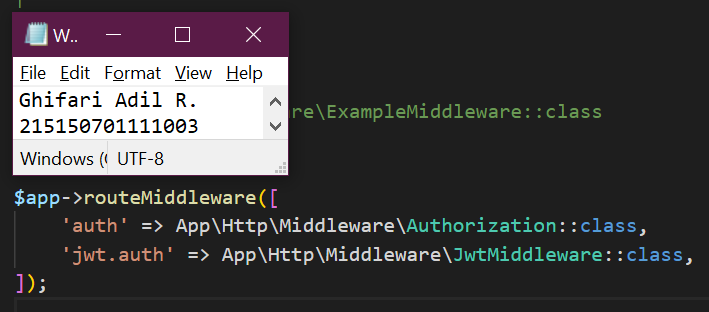 W..
File Edit Format View Help
Ghifari Adil R.
215150701111003
Windows (
UTF-8
are\ExampleMiddleware::class
$app->routeMiddleware([
'auth' => App\Http\Middleware\Authorization::class,
'jwt.auth' => App\Http\Middleware\JwtMiddleware::class,
]);